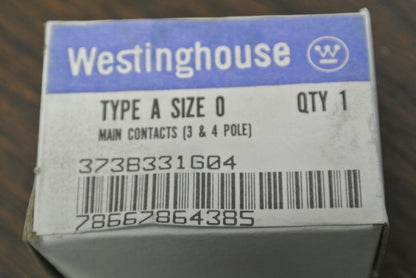 Westinghouse W
TYPE A SIZE 0 QTY 1
MAIN CONTACTS (3 & 4 POLE)
373B331G04
78667864385